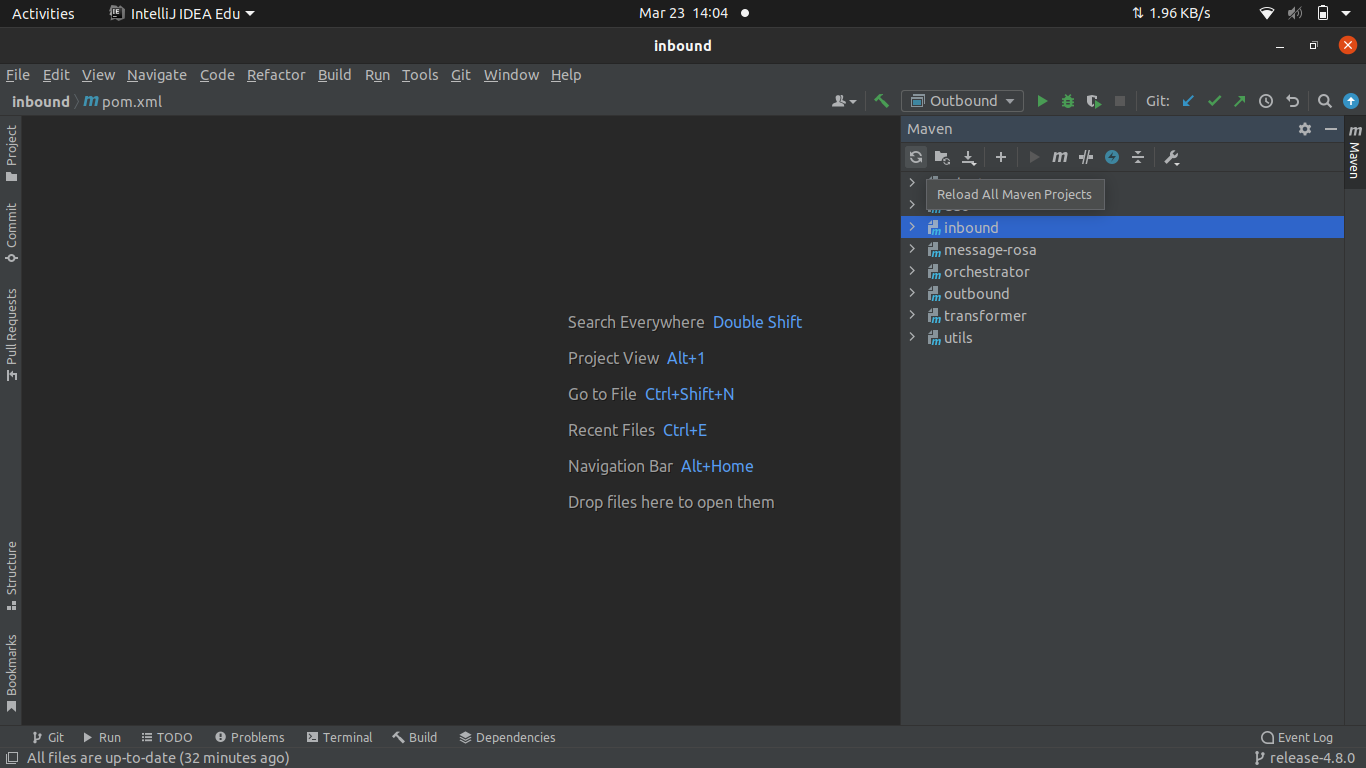 Activities IntelliJ IDEA Edu Mar 23 14:04 1.96 KB/s
inbound
File Edit View Navigate Code Refactor Build Run Tools Git Window Help
inbound m pom.xml Outbound Git:
Project
Commit
Pull Requests
Structure
Bookmarks
Search Everywhere Double Shift
Project View Alt+1
Go to File Ctrl+Shift+N
Recent Files Ctrl+E
Navigation Bar Alt+Home
Drop files here to open them
Maven
m
Reload All Maven Projects
inbound
message-rosa
orchestrator
outbound
transformer
utils
m Maven
Git Run TODO Problems Terminal Build Dependencies Event Log
All files are up-to-date (32 minutes ago) release-4.8.0